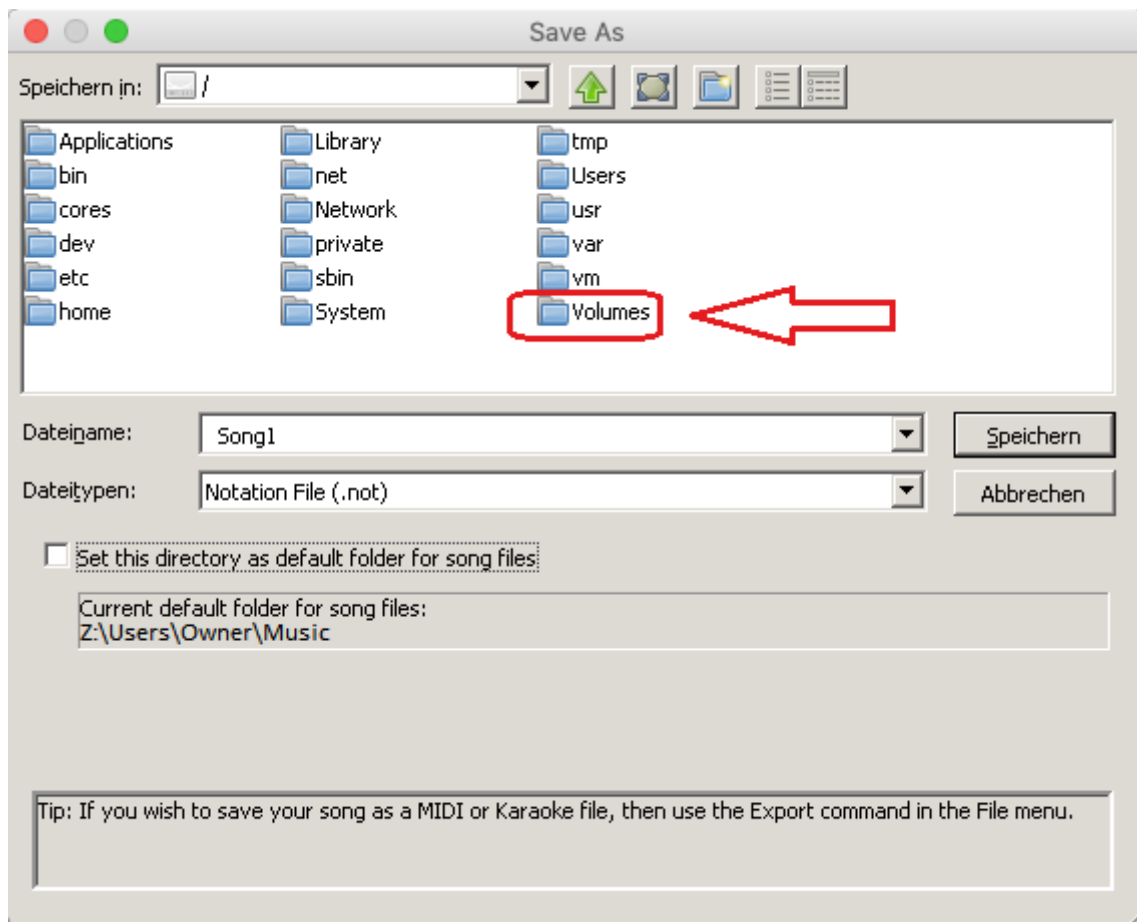 Save As
Speichern in: /
Applications Library tmp
bin net Users
cores Network usr
dev private var
etc sbin vm
home System Volumes
Dateiname: Song1 Speichern
Dateitypen: Notation File (.not) Abbrechen
Set this directory as default folder for song files
Current default folder for song files:
Z:\Users\Owner\Music
Tip: If you wish to save your song as a MIDI or Karaoke file, then use the Export command in the File menu.